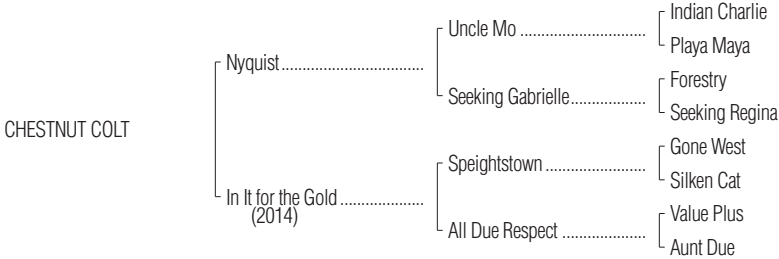 Indian Charlie
Uncle Mo ..............................
Playa Maya
Nyquist..................................
Forestry
Seeking Gabrielle..................
Seeking Regina
CHESTNUT COLT
Gone West
Speightstown ........................
Silken Cat
In It for the Gold ....................
(2014)
Value Plus
All Due Respect ....................
Aunt Due